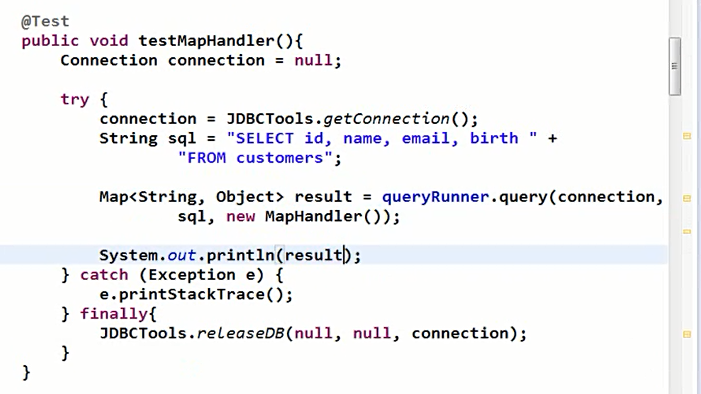 @Test
public void testMapHandler(){
Connection connection = null;
try {
connection = JDBCTools.getConnection();
String sql = "SELECT id, name, email, birth " +
"FROM customers";
Map<String, Object> result = queryRunner.query(connection,
sql, new MapHandler());
System.out.println(result);
} catch (Exception e) {
e.printStackTrace();
} finally{
JDBCTools.releaseDB(null, null, connection);
}
}